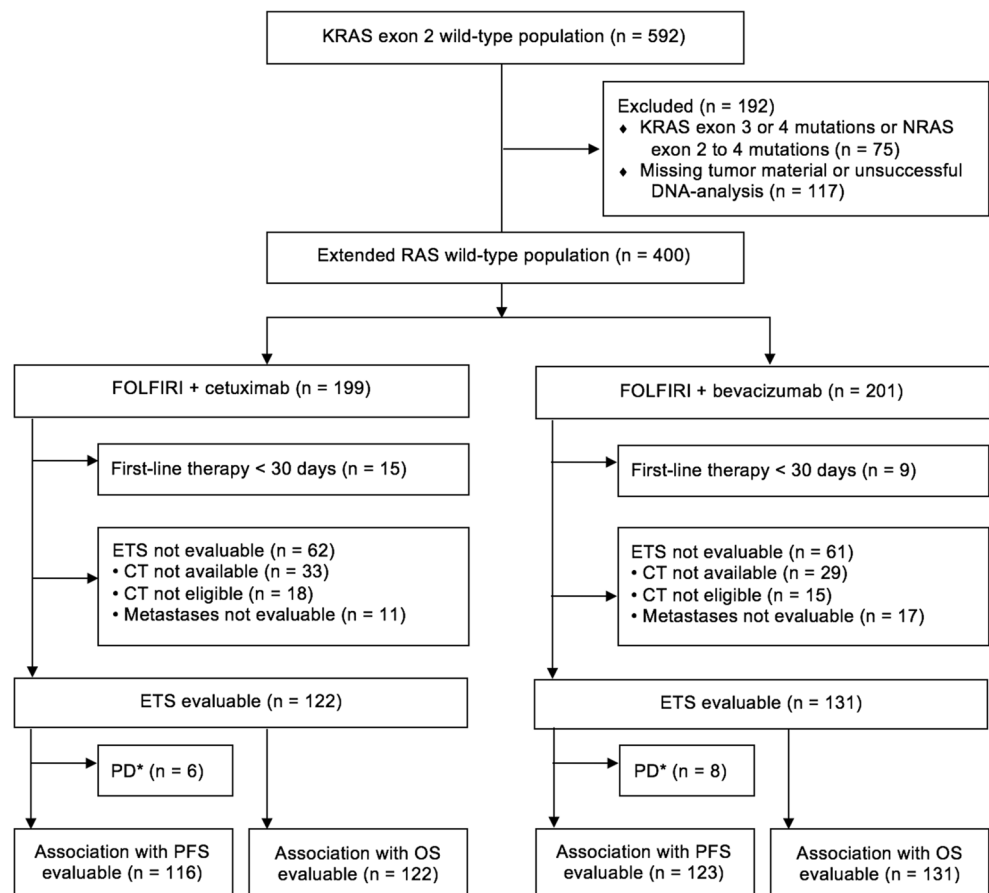 KRAS exon 2 wild-type population (n = 592)
Excluded (n = 192)
♦ KRAS exon 3 or 4 mutations or NRAS
exon 2 to 4 mutations (n = 75)
♦ Missing tumor material or unsuccessful
DNA-analysis (n = 117)
Extended RAS wild-type population (n = 400)
FOLFIRI + cetuximab (n = 199)
First-line therapy < 30 days (n = 15)
ETS not evaluable (n = 62)
• CT not available (n = 33)
• CT not eligible (n = 18)
• Metastases not evaluable (n = 11)
ETS evaluable (n = 122)
PD* (n = 6)
Association with PFS
evaluable (n = 116)
Association with OS
evaluable (n = 122)
FOLFIRI + bevacizumab (n = 201)
First-line therapy < 30 days (n = 9)
ETS not evaluable (n = 61)
• CT not available (n = 29)
• CT not eligible (n = 15)
• Metastases not evaluable (n = 17)
ETS evaluable (n = 131)
PD* (n = 8)
Association with PFS
evaluable (n = 123)
Association with OS
evaluable (n = 131)